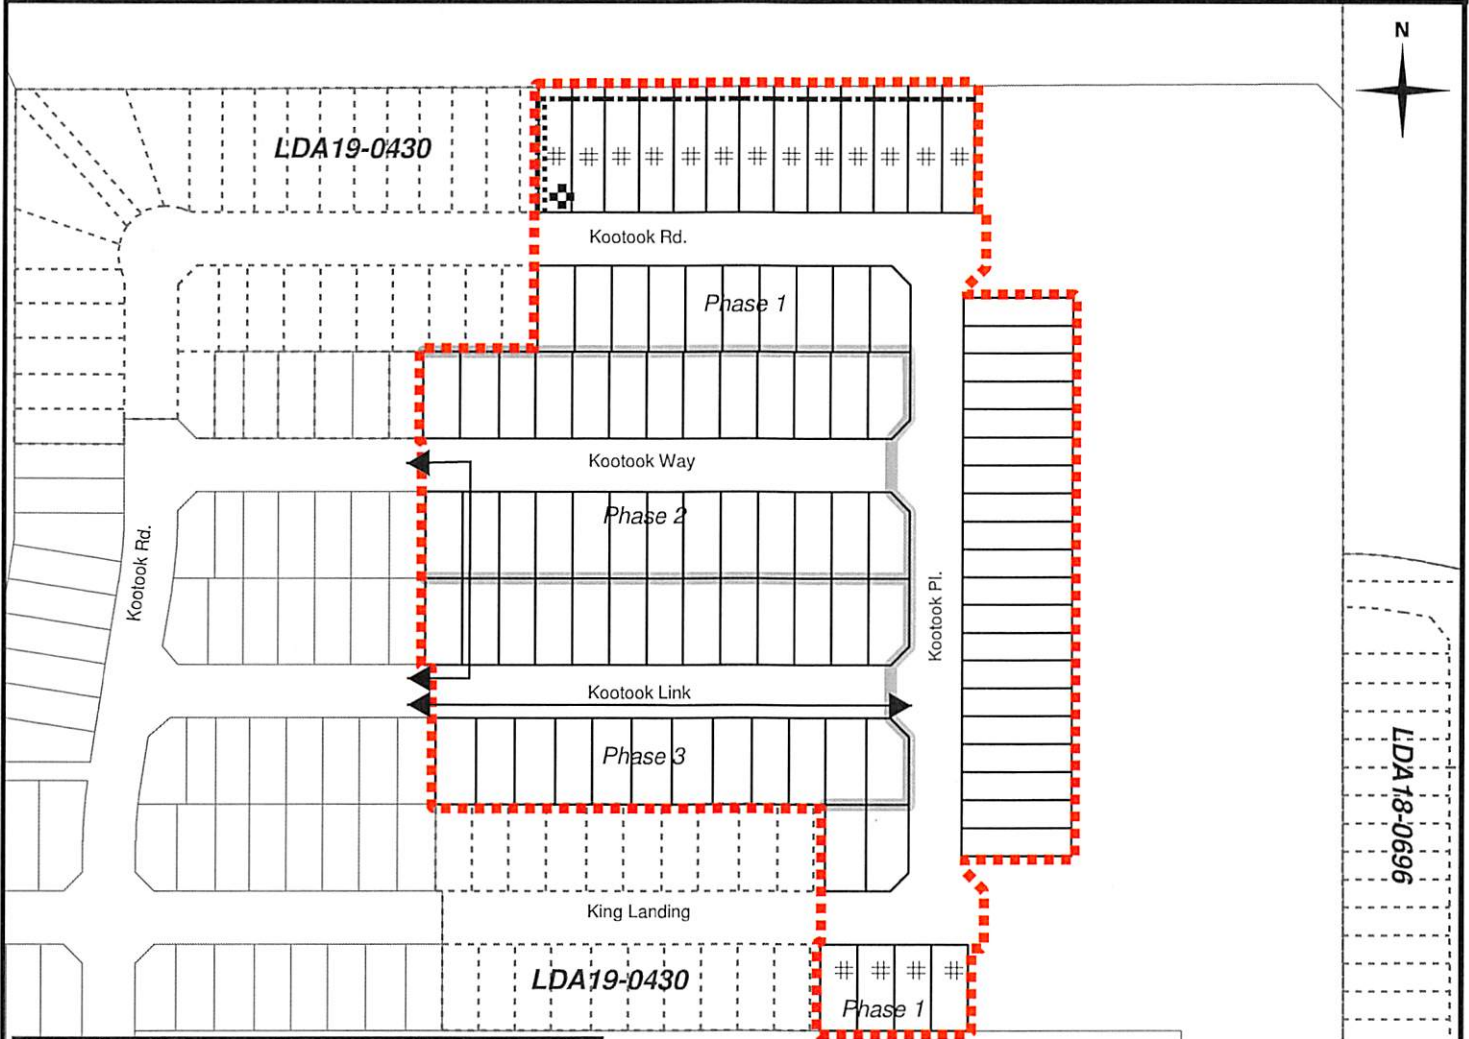 N
LDA19-0430
# # # # # # # # # # # # #
Kootook Rd.
Phase 1
Kootook Way
Phase 2
Kootook Rd.
Kootook Pl.
Kootook Link
Phase 3
LDA18-0696
King Landing
LDA19-0430
# # # #
Phase 1